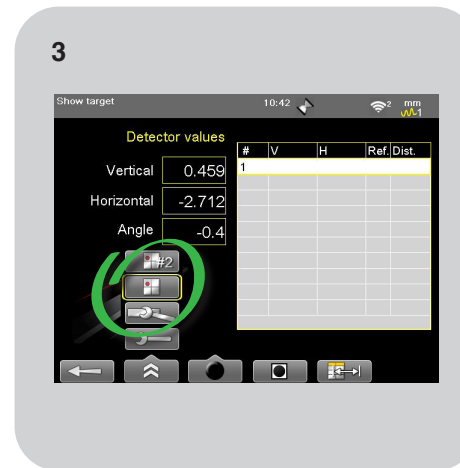 3
Show target 10:42 2 mm
1
Detector values
# V H Ref. Dist.
1
Vertical 0.459
Horizontal -2.712
Angle -0.4
#2